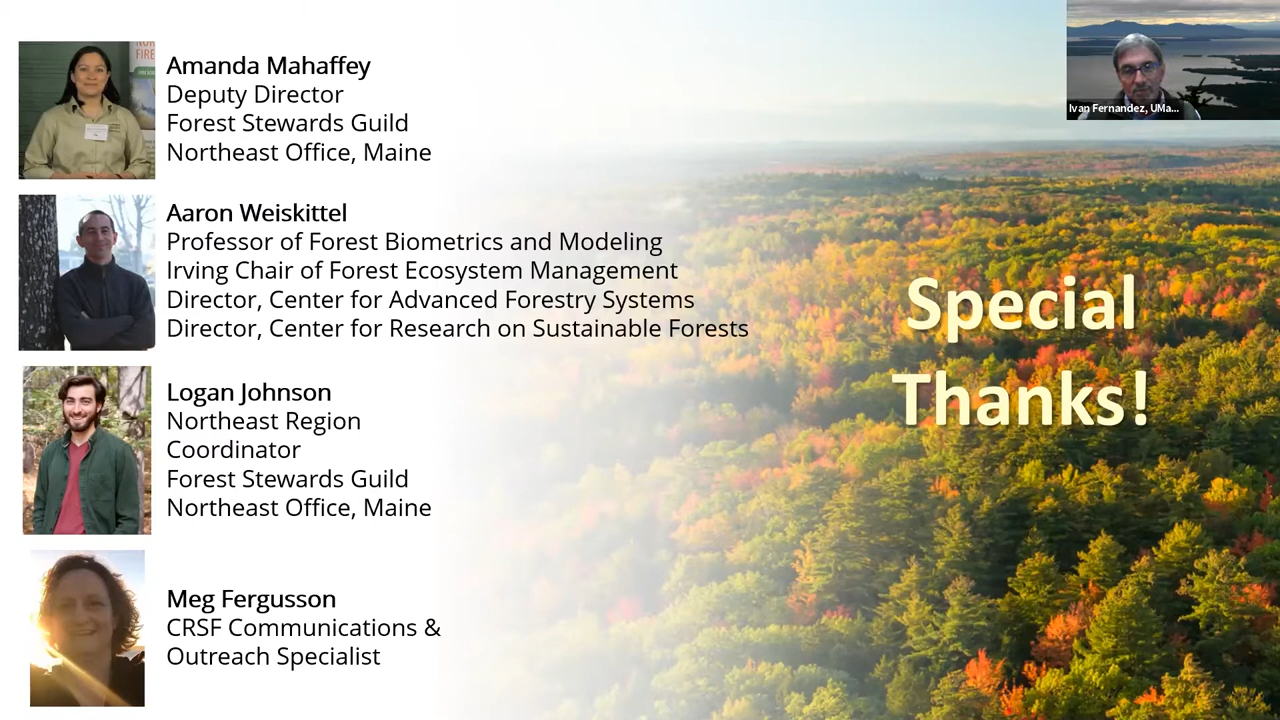 Amanda Mahaffey
Deputy Director
Forest Stewards Guild
Northeast Office, Maine
Aaron Weiskittel
Professor of Forest Biometrics and Modeling
Irving Chair of Forest Ecosystem Management
Director, Center for Advanced Forestry Systems
Director, Center for Research on Sustainable Forests
Logan Johnson
Northeast Region
Coordinator
Forest Stewards Guild
Northeast Office, Maine
Meg Fergusson
CRSF Communications &
Outreach Specialist
Special
Thanks!
Ivan Fernandez, UMa...